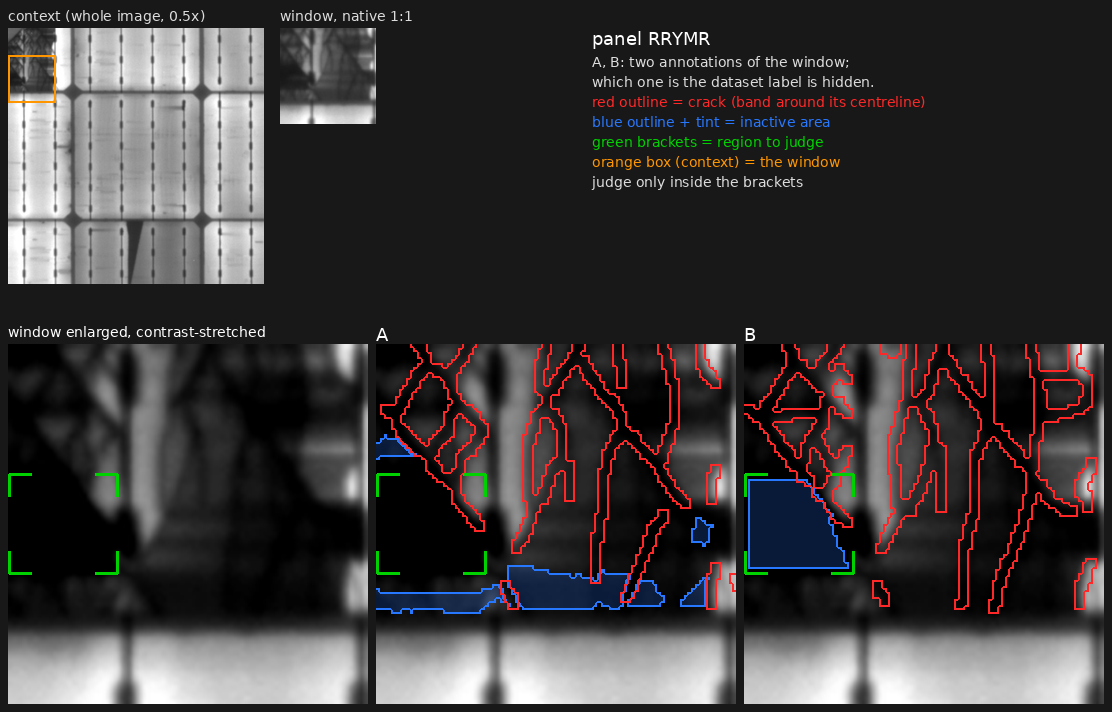 context (whole image, 0.5x)
window, native 1:1
panel RRYMR
A, B: two annotations of the window;
which one is the dataset label is hidden.
red outline = crack (band around its centreline)
blue outline + tint = inactive area
green brackets = region to judge
orange box (context) = the window
judge only inside the brackets
window enlarged, contrast-stretched
A
B